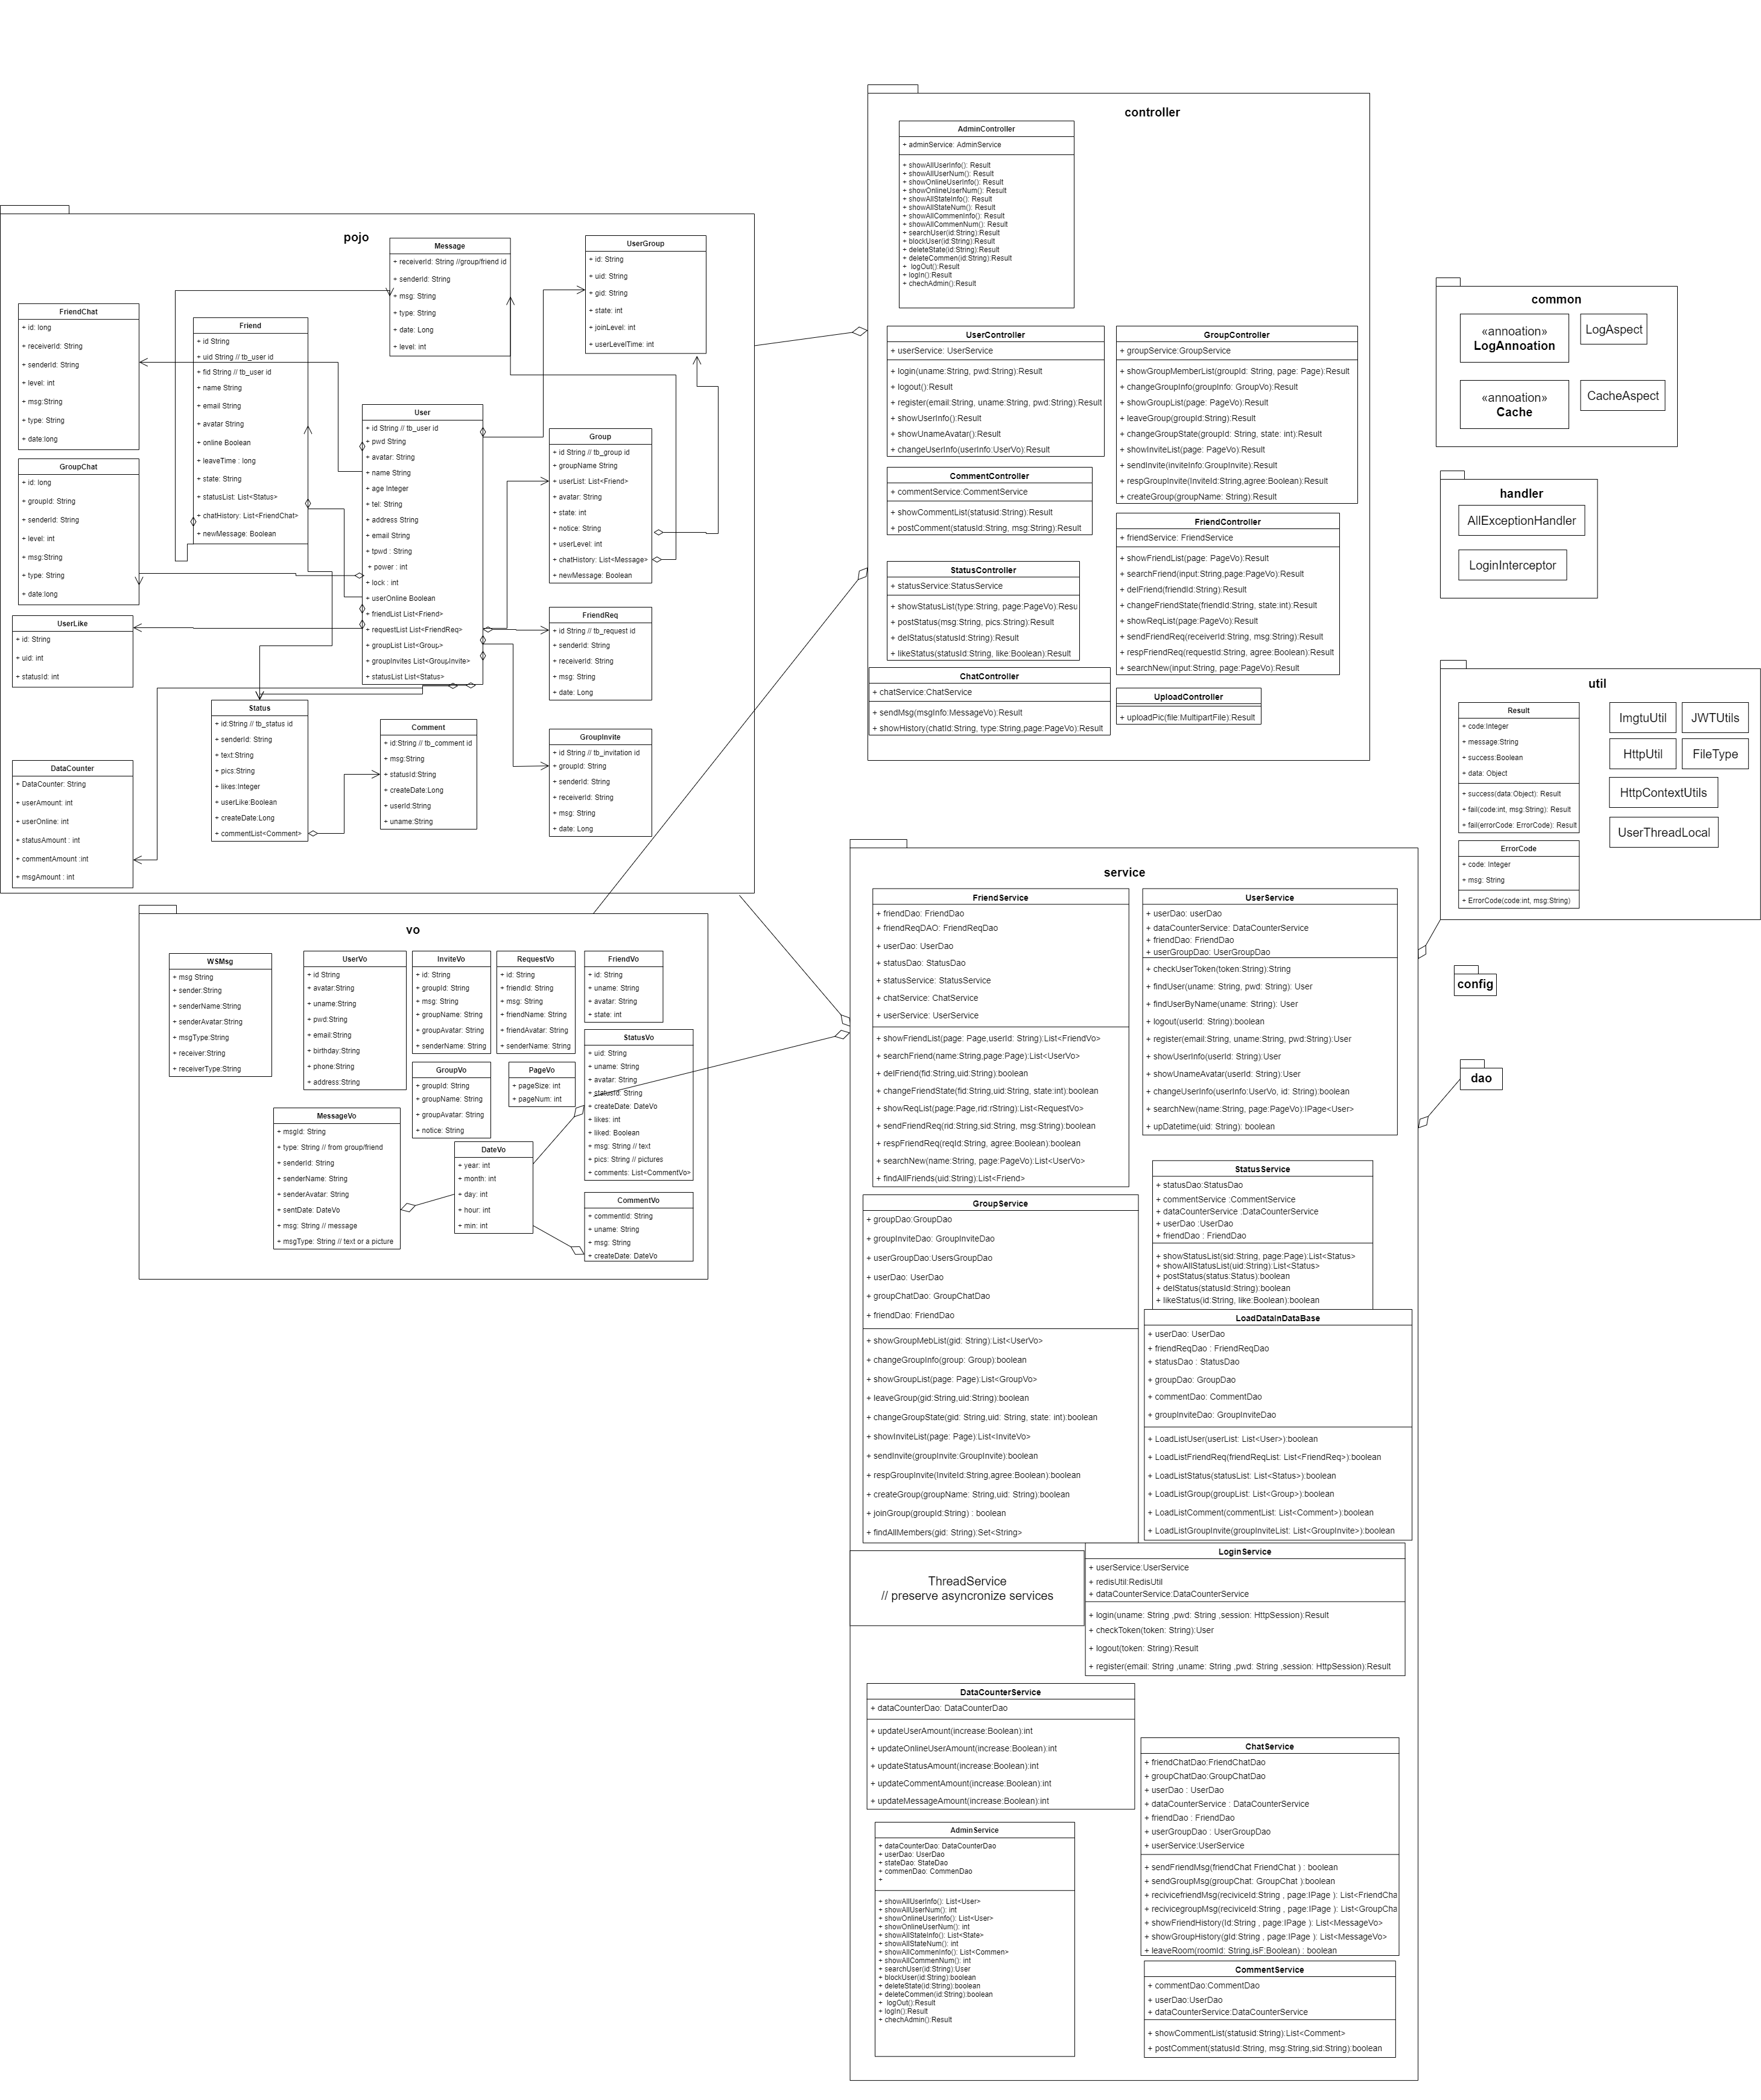 controller
AdminController
+ adminService: AdminService
+ showAllUserInfo(): Result
+ showAllUserNum(): Result
+ showOnlineUserInfo(): Result
+ showOnlineUserNum(): Result
+ showAllStateInfo(): Result
+ showAllStateNum(): Result
+ showAllCommenInfo(): Result
+ showAllCommenNum(): Result
+ searchUser(id:String):Result
+ blockUser(id:String):Result
+ deleteState(id:String):Result
+ deleteCommen(id:String):Result
+ logOut():Result
+ logIn():Result
+ chechAdmin():Result
UserController
+ userService: UserService
+ login(uname:String, pwd:String):Result
+ logout():Result
+ register(email:String, uname:String, pwd:String):Result
+ showUserInfo():Result
+ showUnameAvatar():Result
+ changeUserInfo(userInfo:UserVo):Result
GroupController
+ groupService:GroupService
+ showGroupMemberList(groupId: String, page: Page):Result
+ changeGroupInfo(groupInfo: GroupVo):Result
+ showGroupList(page: PageVo):Result
+ leaveGroup(groupId:String):Result
+ changeGroupState(groupId: String, state: int):Result
+ showInviteList(page: PageVo):Result
+ sendInvite(inviteInfo:GroupInvite):Result
+ respGroupInvite(InviteId:String,agree:Boolean):Result
+ createGroup(groupName: String):Result
CommentController
+ commentService:CommentService
+ showCommentList(statusid:String):Result
+ postComment(statusId:String, msg:String):Result
FriendController
+ friendService: FriendService
+ showFriendList(page: PageVo):Result
+ searchFriend(input:String,page:PageVo):Result
+ delFriend(friendId:String):Result
+ changeFriendState(friendId:String, state:int):Result
+ showReqList(page:PageVo):Result
+ sendFriendReq(receiverId:String, msg:String):Result
+ respFriendReq(requestId:String, agree:Boolean):Result
+ searchNew(input:String, page:PageVo):Result
StatusController
+ statusService:StatusService
+ showStatusList(type:String, page:PageVo):Resu
+ postStatus(msg:String, pics:String):Result
+ delStatus(statusId:String):Result
+ likeStatus(statusId:String, like:Boolean):Result
ChatController
+ chatService:ChatService
+ sendMsg(msgInfo:MessageVo):Result
+ showHistory(chatId:String, type:String,page:PageVo):Result
UploadController
+ uploadPic(file:MultipartFile):Result
pojo
Message
+ receiverId: String //group/friend id
+ senderId: String
+ msg: String
+ type: String
+ date: Long
+ level: int
UserGroup
+ id: String
+ uid: String
+ gid: String
+ state: int
+ joinLevel: int
+ userLevelTime: int
FriendChat
+ id: long
+ receiverId: String
+ senderId: String
+ level: int
+ msg:String
+ type: String
+ date:long
Friend
+ id String
+ uid String // tb_user id
+ fid String // tb_user id
+ name String
+ email String
+ avatar String
+ online Boolean
+ leaveTime : long
+ state: String
+ statusList: List<Status>
+ chatHistory: List<FriendChat>
+ newMessage: Boolean
User
+ id String // tb_user id
+ pwd String
+ avatar: String
+ name String
+ age Integer
+ tel: String
+ address String
+ email String
+ tpwd : String
+ power : int
+ lock : int
+ userOnline Boolean
+ friendList List<Friend>
+ requestList List<FriendReq>
+ groupList List<Group>
+ groupInvites List<GroupInvite>
+ statusList List<Status>
Group
+ id String // tb_group id
+ groupName String
+ userList: List<Friend>
+ avatar: String
+ state: int
+ notice: String
+ userLevel: int
+ chatHistory: List<Message>
+ newMessage: Boolean
GroupChat
+ id: long
+ groupId: String
+ senderId: String
+ level: int
+ msg:String
+ type: String
+ date:long
UserLike
+ id: String
+ uid: int
+ statusId: int
FriendReq
+ id String // tb_request id
+ senderId: String
+ receiverId: String
+ msg: String
+ date: Long
Status
+ id:String // tb_status id
+ senderId: String
+ text:String
+ pics:String
+ likes:Integer
+ userLike:Boolean
+ createDate:Long
+ commentList<Comment>
Comment
+ id:String // tb_comment id
+ msg:String
+ statusId:String
+ createDate:Long
+ userId:String
+ uname:String
GroupInvite
+ id String // tb_invitation id
+ groupId: String
+ senderId: String
+ receiverId: String
+ msg: String
+ date: Long
DataCounter
+ DataCounter: String
+ userAmount: int
+ userOnline: int
+ statusAmount : int
+ commentAmount :int
+ msgAmount : int
common
«annoation»
LogAnnoation
LogAspect
«annoation»
Cache
CacheAspect
handler
AllExceptionHandler
LoginInterceptor
util
Result
+ code:Integer
+ message:String
+ success:Boolean
+ data: Object
+ success(data:Object): Result
+ fail(code:int, msg:String): Result
+ fail(errorCode: ErrorCode): Result
ImgtuUtil
JWTUtils
HttpUtil
FileType
HttpContextUtils
UserThreadLocal
ErrorCode
+ code: Integer
+ msg: String
+ ErrorCode(code:int, msg:String)
config
dao
vo
WSMsg
+ msg:String
+ sender:String
+ senderName:String
+ senderAvatar:String
+ msgType:String
+ receiver:String
+ receiverType:String
UserVo
+ id String
+ avatar:String
+ uname:String
+ pwd:String
+ email:String
+ birthday:String
+ phone:String
+ address:String
InviteVo
+ id: String
+ groupId: String
+ msg: String
+ groupName: String
+ groupAvatar: String
+ senderName: String
RequestVo
+ id: String
+ friendId: String
+ msg: String
+ friendName: String
+ friendAvatar: String
+ senderName: String
FriendVo
+ id: String
+ uname: String
+ avatar: String
+ state: int
StatusVo
+ uid: String
+ uname: String
+ avatar: String
+ statusId: String
+ createDate: DateVo
+ likes: int
+ liked: Boolean
+ msg: String // text
+ pics: String // pictures
+ comments: List<CommentVo>
GroupVo
+ groupId: String
+ groupName: String
+ groupAvatar: String
+ notice: String
PageVo
+ pageSize: int
+ pageNum: int
MessageVo
+ msgId: String
+ type: String // from group/friend
+ senderId: String
+ senderName: String
+ senderAvatar: String
+ sentDate: DateVo
+ msg: String // message
+ msgType: String // text or a picture
DateVo
+ year: int
+ month: int
+ day: int
+ hour: int
+ min: int
CommentVo
+ commentId: String
+ uname: String
+ msg: String
+ createDate: DateVo
service
FriendService
+ friendDao: FriendDao
+ friendReqDAO: FriendReqDao
+ userDao: UserDao
+ statusDao: StatusDao
+ statusService: StatusService
+ chatService: ChatService
+ userService: UserService
+ showFriendList(page: Page,userId: String):List<FriendVo>
+ searchFriend(name:String,page:Page):List<UserVo>
+ delFriend(fid:String,uid:String):boolean
+ changeFriendState(fid:String,uid:String, state:int):boolean
+ showReqList(page:Page,rid:rString):List<RequestVo>
+ sendFriendReq(rid:String,sid:String, msg:String):boolean
+ respFriendReq(reqId:String, agree:Boolean):boolean
+ searchNew(name:String, page:PageVo):List<UserVo>
+ findAllFriends(uid:String):List<Friend>
UserService
+ userDao: userDao
+ dataCounterService: DataCounterService
+ friendDao: FriendDao
+ userGroupDao: UserGroupDao
+ checkUserToken(token:String):String
+ findUser(uname: String, pwd: String): User
+ findUserByName(uname: String): User
+ logout(userId: String):boolean
+ register(email:String, uname:String, pwd:String):User
+ showUserInfo(userId: String):User
+ showUnameAvatar(userId: String):User
+ changeUserInfo(userInfo:UserVo, id: String):boolean
+ searchNew(name:String, page:PageVo):IPage<User>
+ upDatetime(uid: String): boolean
StatusService
+ statusDao:StatusDao
+ commentService :CommentService
+ dataCounterService :DataCounterService
+ userDao :UserDao
+ friendDao : FriendDao
+ showStatusList(sid:String, page:Page):List<Status>
+ showAllStatusList(uid:String):List<Status>
+ postStatus(status:Status):boolean
+ delStatus(statusId:String):boolean
+ likeStatus(id:String, like:Boolean):boolean
GroupService
+ groupDao:GroupDao
+ groupInviteDao: GroupInviteDao
+ userGroupDao:UsersGroupDao
+ userDao: UserDao
+ groupChatDao: GroupChatDao
+ friendDao: FriendDao
+ showGroupMebList(gid: String):List<UserVo>
+ changeGroupInfo(group: Group):boolean
+ showGroupList(page: Page):List<GroupVo>
+ leaveGroup(gid:String,uid:String):boolean
+ changeGroupState(gid: String,uid: String, state: int):boolean
+ showInviteList(page: Page):List<InviteVo>
+ sendInvite(groupInvite:GroupInvite):boolean
+ respGroupInvite(InviteId:String,agree:Boolean):boolean
+ createGroup(groupName: String,uid: String):boolean
+ joinGroup(groupId:String) : boolean
+ findAllMembers(gid: String):Set<String>
LoadDataInDataBase
+ userDao: UserDao
+ friendReqDao : FriendReqDao
+ statusDao : StatusDao
+ groupDao: GroupDao
+ commentDao: CommentDao
+ groupInviteDao: GroupInviteDao
+ LoadListUser(userList: List<User>):boolean
+ LoadListFriendReq(friendReqList: List<FriendReq>):boolean
+ LoadListStatus(statusList: List<Status>):boolean
+ LoadListGroup(groupList: List<Group>):boolean
+ LoadListComment(commentList: List<Comment>):boolean
+ LoadListGroupInvite(groupInviteList: List<GroupInvite>):boolean
ThreadService
// preserve asyncronize services
LoginService
+ userService:UserService
+ redisUtil:RedisUtil
+ dataCounterService:DataCounterService
+ login(uname: String ,pwd: String ,session: HttpSession):Result
+ checkToken(token: String):User
+ logout(token: String):Result
+ register(email: String ,uname: String ,pwd: String ,session: HttpSession):Result
DataCounterService
+ dataCounterDao: DataCounterDao
+ updateUserAmount(increase:Boolean):int
+ updateOnlineUserAmount(increase:Boolean):int
+ updateStatusAmount(increase:Boolean):int
+ updateCommentAmount(increase:Boolean):int
+ updateMessageAmount(increase:Boolean):int
ChatService
+ friendChatDao:FriendChatDao
+ groupChatDao:GroupChatDao
+ userDao : UserDao
+ dataCounterService : DataCounterService
+ friendDao : FriendDao
+ userGroupDao : UserGroupDao
+ userService:UserService
+ sendFriendMsg(friendChat FriendChat ) : boolean
+ sendGroupMsg(groupChat: GroupChat ):boolean
+ recivicefriendMsg(reciviceId:String , page:IPage ): List<FriendCha
+ recivicegroupMsg(reciviceId:String , page:IPage ): List<GroupCha
+ showFriendHistory(Id:String , page:IPage ): List<MessageVo>
+ showGroupHistory(gId:String , page:IPage ): List<MessageVo>
+ leaveRoom(roomId: String,isF:Boolean) : boolean
AdminService
+ dataCounterDao: DataCounterDao
+ userDao: UserDao
+ stateDao: StateDao
+ commenDao: CommenDao
+
+ showAllUserInfo(): List<User>
+ showAllUserNum(): int
+ showOnlineUserInfo(): List<User>
+ showOnlineUserNum(): int
+ showAllStateInfo(): List<State>
+ showAllStateNum(): int
+ showAllCommenInfo(): List<Commen>
+ showAllCommenNum(): int
+ searchUser(id:String):User
+ blockUser(id:String):boolean
+ deleteState(id:String):boolean
+ deleteCommen(id:String):boolean
+ logOut():Result
+ logIn():Result
+ chechAdmin():Result
CommentService
+ commentDao:CommentDao
+ userDao:UserDao
+ dataCounterService:DataCounterService
+ showCommentList(statusid:String):List<Comment>
+ postComment(statusId:String, msg:String,sid:String):boolean